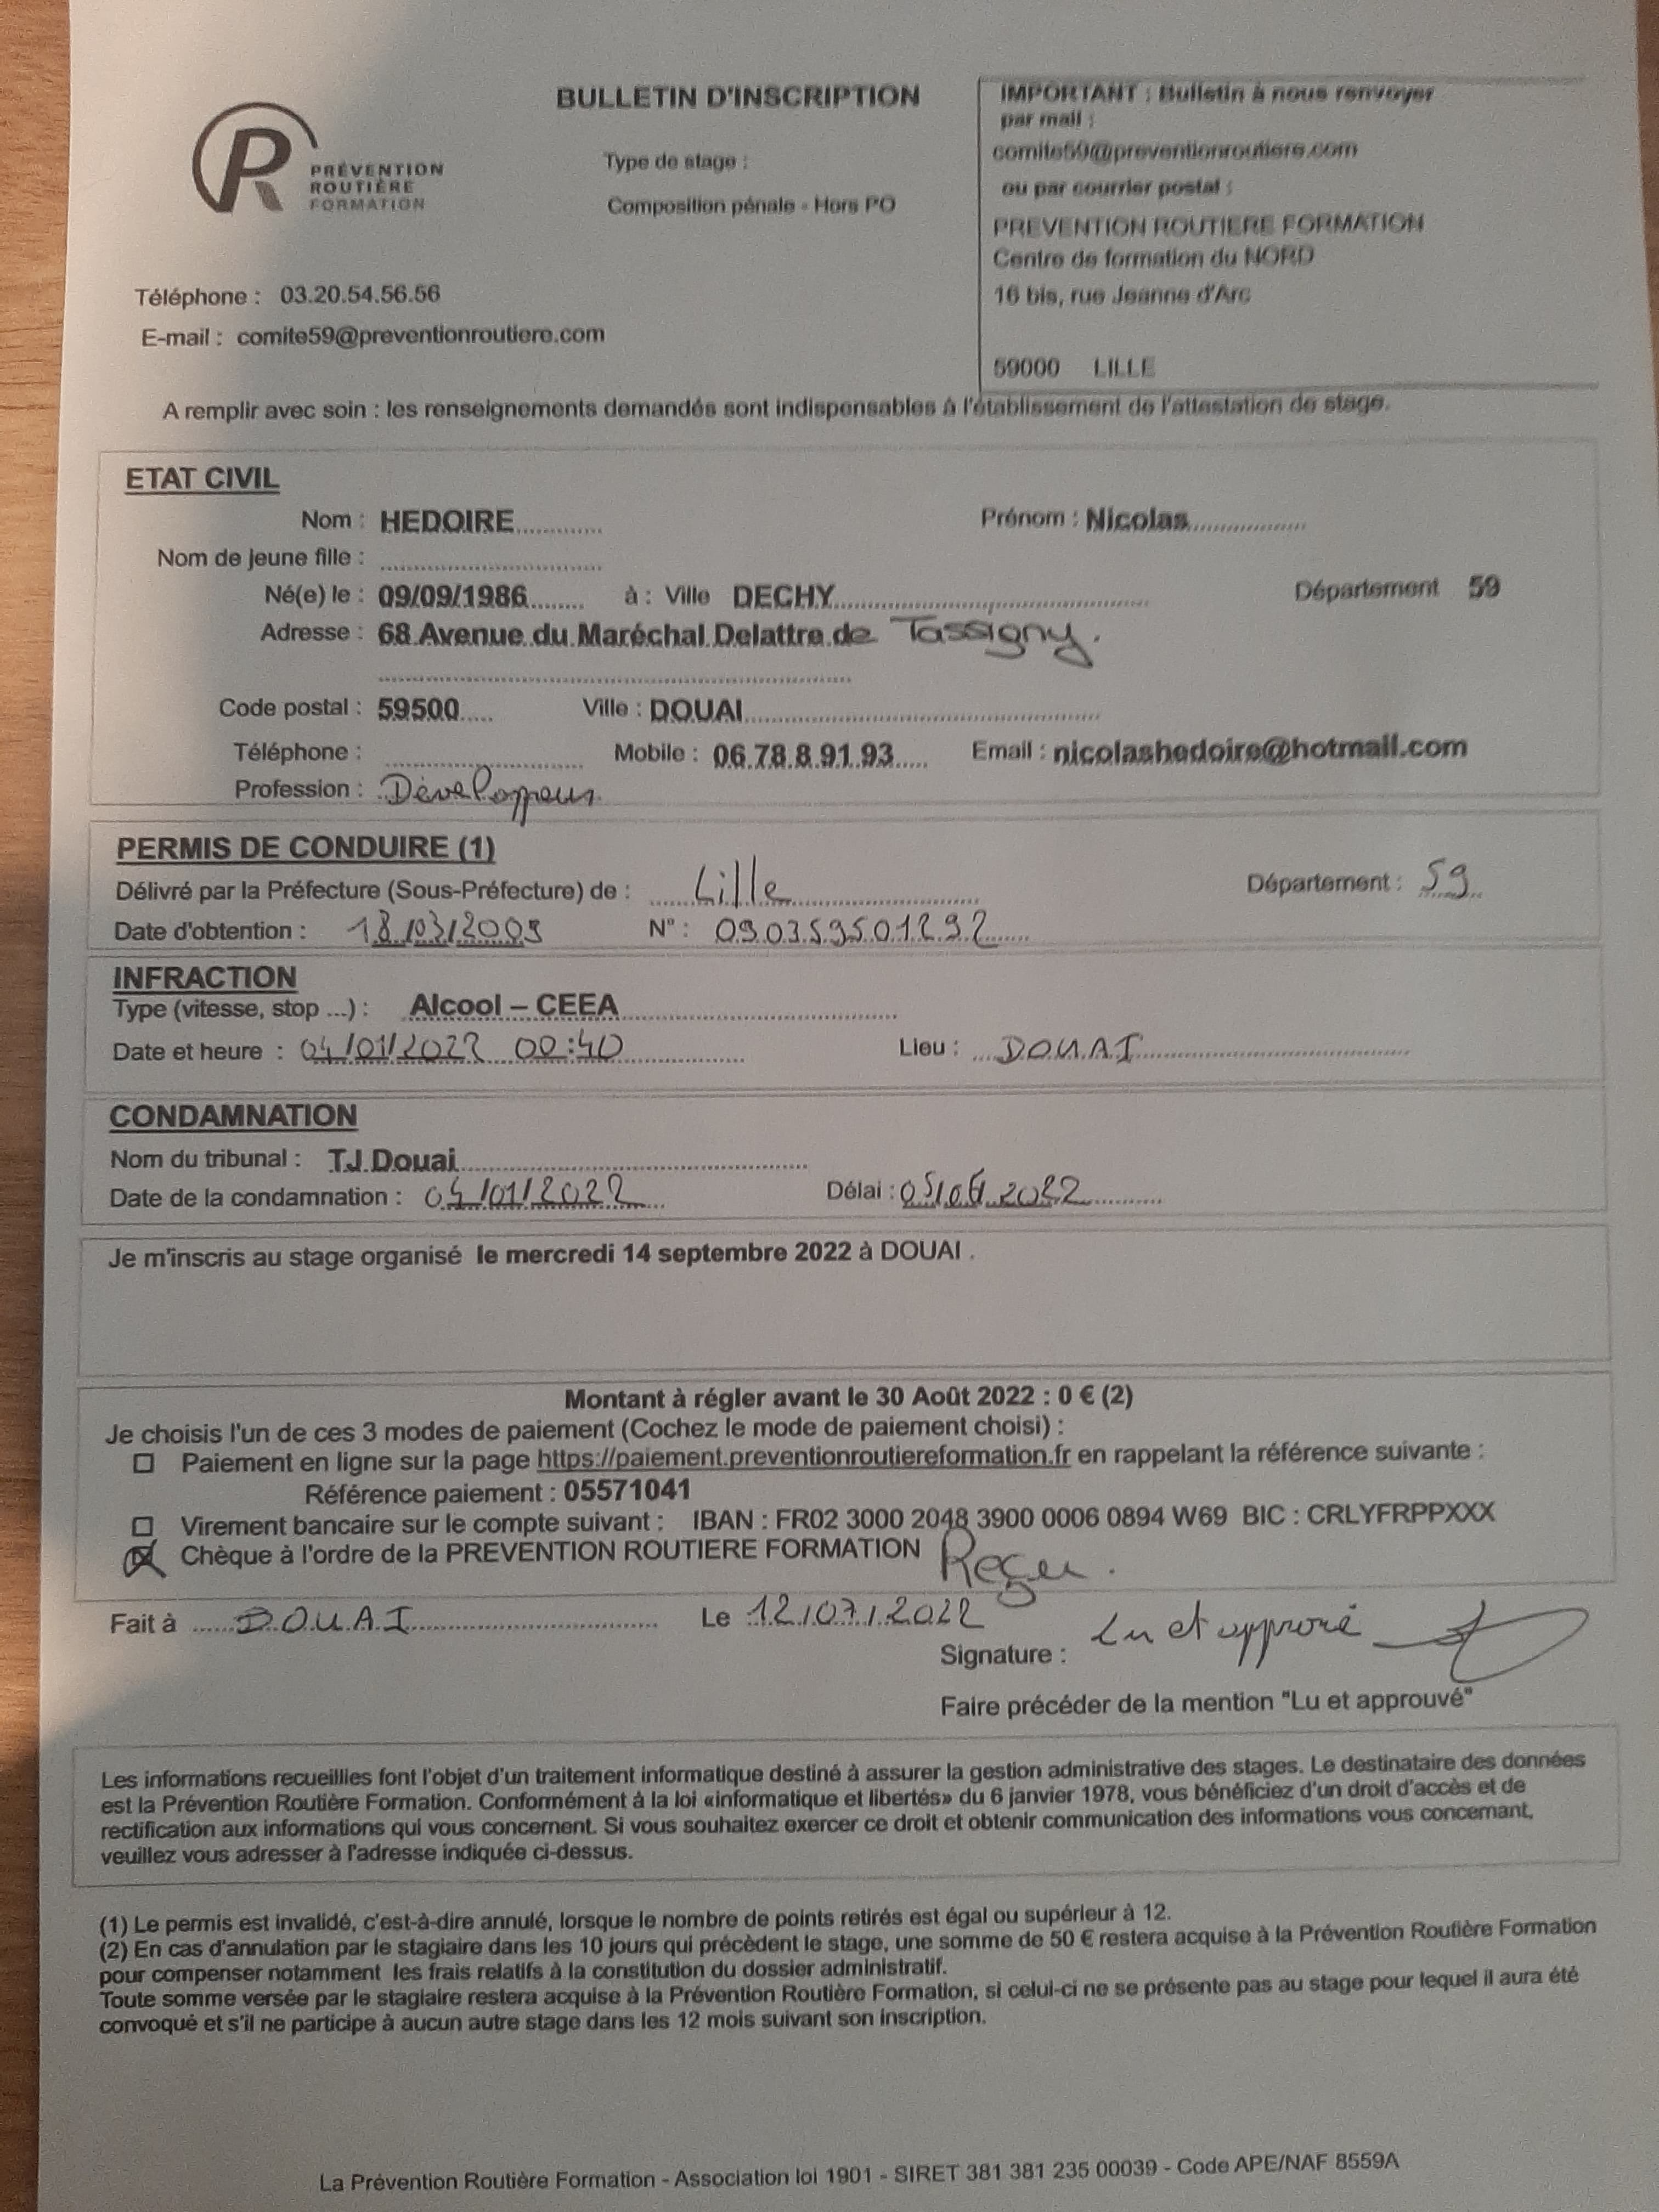 BULLETIN D'INSCRIPTION
Type de stage :
Composition pénale - Hors PO
PRÉVENTION
ROUTIÈRE
FORMATION
IMPORTANT : Bulletin à nous renvoyer
par mail :
comite59@preventionroutiere.com
ou par courrier postal :
PREVENTION ROUTIERE FORMATION
Centre de formation du NORD
16 bis, rue Jeanne d'Arc
59000 LILLE
Téléphone : 03.20.54.56.56
E-mail : comite59@preventionroutiere.com
A remplir avec soin : les renseignements demandés sont indispensables à l'établissement de l'attestation de stage.
ETAT CIVIL
Nom : HEDOIRE Prénom : Nicolas
Nom de jeune fille :
Né(e) le : 09/09/1986 à : Ville DECHY Département 59
Adresse : 68 Avenue du Maréchal Delattre de Tassigny.
Code postal : 59500 Ville : DOUAI
Téléphone : Mobile : 06.78.8.91.93 Email : nicolashedoire@hotmail.com
Profession : Développeur
PERMIS DE CONDUIRE (1)
Délivré par la Préfecture (Sous-Préfecture) de : Lille Département : 59
Date d'obtention : 18/03/2009 N° : 090359501292
INFRACTION
Type (vitesse, stop ...) : Alcool – CEEA
Date et heure : 04/01/2022 00:40 Lieu : DOUAI
CONDAMNATION
Nom du tribunal : TJ Douai
Date de la condamnation : 04/01/2022 Délai : 2022
Je m'inscris au stage organisé le mercredi 14 septembre 2022 à DOUAI .
Montant à régler avant le 30 Août 2022 : 0 € (2)
Je choisis l'un de ces 3 modes de paiement (Cochez le mode de paiement choisi) :
Paiement en ligne sur la page https://paiement.preventionroutiereformation.fr en rappelant la référence suivante :
Référence paiement : 05571041
Virement bancaire sur le compte suivant : IBAN : FR02 3000 2048 3900 0006 0894 W69 BIC : CRLYFRPPXXX
Chèque à l'ordre de la PREVENTION ROUTIERE FORMATION Reçu.
Fait à DOUAI Le 12/07/2022
Signature : Lu et approuvé
Faire précéder de la mention "Lu et approuvé"
Les informations recueillies font l'objet d'un traitement informatique destiné à assurer la gestion administrative des stages. Le destinataire des données
est la Prévention Routière Formation. Conformément à la loi «informatique et libertés» du 6 janvier 1978, vous bénéficiez d'un droit d'accès et de
rectification aux informations qui vous concernent. Si vous souhaitez exercer ce droit et obtenir communication des informations vous concernant,
veuillez vous adresser à l'adresse indiquée ci-dessus.
(1) Le permis est invalidé, c'est-à-dire annulé, lorsque le nombre de points retirés est égal ou supérieur à 12.
(2) En cas d'annulation par le stagiaire dans les 10 jours qui précèdent le stage, une somme de 50 € restera acquise à la Prévention Routière Formation
pour compenser notamment les frais relatifs à la constitution du dossier administratif.
Toute somme versée par le stagiaire restera acquise à la Prévention Routière Formation, si celui-ci ne se présente pas au stage pour lequel il aura été
convoqué et s'il ne participe à aucun autre stage dans les 12 mois suivant son inscription.
La Prévention Routière Formation - Association loi 1901 - SIRET 381 381 235 00039 - Code APE/NAF 8559A